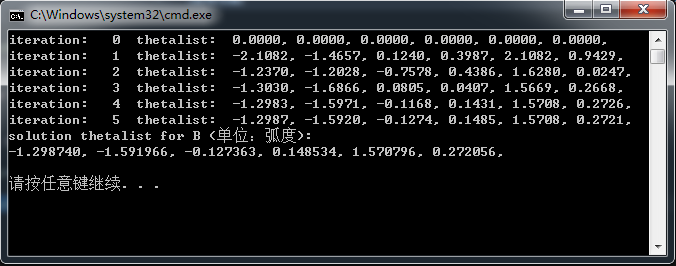 C:\Windows\system32\cmd.exe
iteration:   0  thetalist:  0.0000, 0.0000, 0.0000, 0.0000, 0.0000, 0.0000,
iteration:   1  thetalist:  -2.1082, -1.4657, 0.1240, 0.3987, 2.1082, 0.9429,
iteration:   2  thetalist:  -1.2370, -1.2028, -0.7578, 0.4386, 1.6280, 0.0247,
iteration:   3  thetalist:  -1.3030, -1.6866, 0.0805, 0.0407, 1.5669, 0.2668,
iteration:   4  thetalist:  -1.2983, -1.5971, -0.1168, 0.1431, 1.5708, 0.2726,
iteration:   5  thetalist:  -1.2987, -1.5920, -0.1274, 0.1485, 1.5708, 0.2721,
solution thetalist for B (单位：弧度):
-1.298740, -1.591966, -0.127363, 0.148534, 1.570796, 0.272056,
请按任意键继续. . .